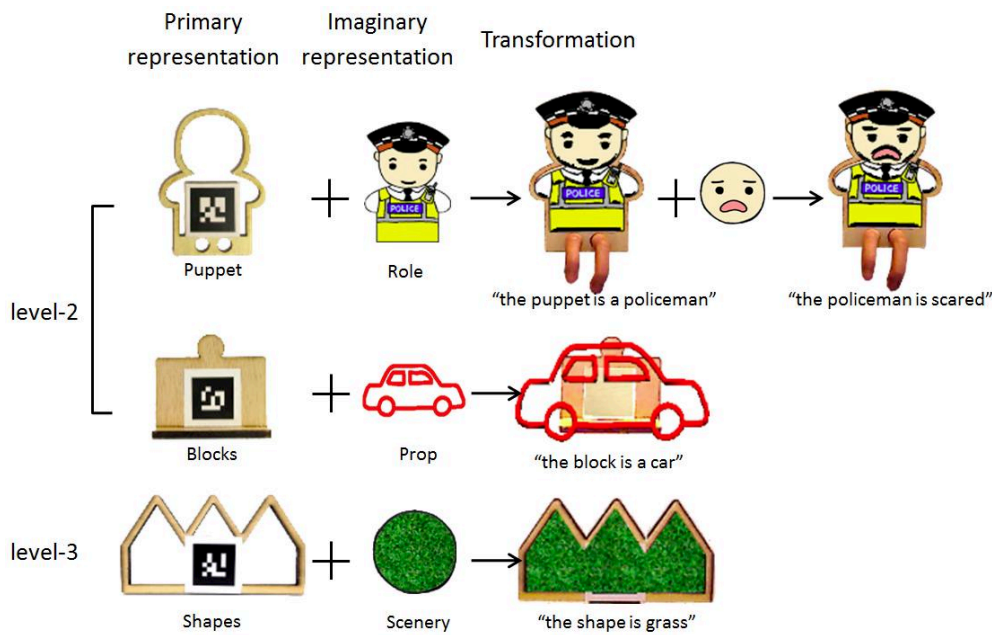 Primary representation
Imaginary representation
Transformation
POLICE
POLICE
POLICE
Puppet
Role
"the puppet is a policeman"
"the policeman is scared"
level-2
Blocks
Prop
"the block is a car"
level-3
Shapes
Scenery
"the shape is grass"